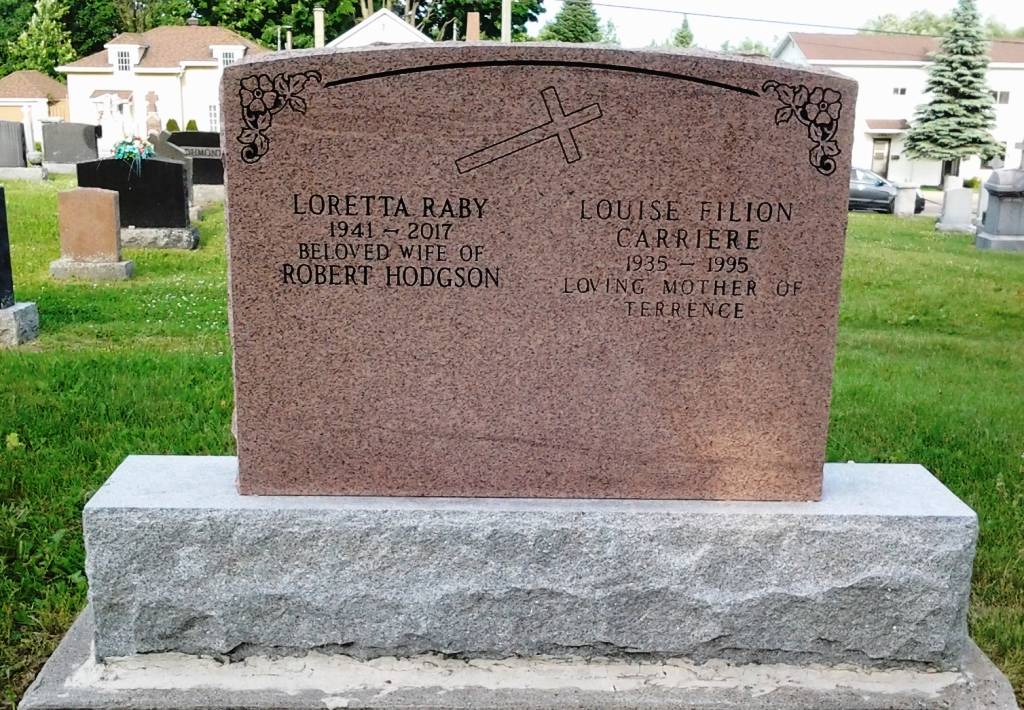 LORETTA RABY
1941 – 2017
BELOVED WIFE OF
ROBERT HODGSON
LOUISE FILION
CARRIERE
1935 – 1995
LOVING MOTHER OF
TERRENCE